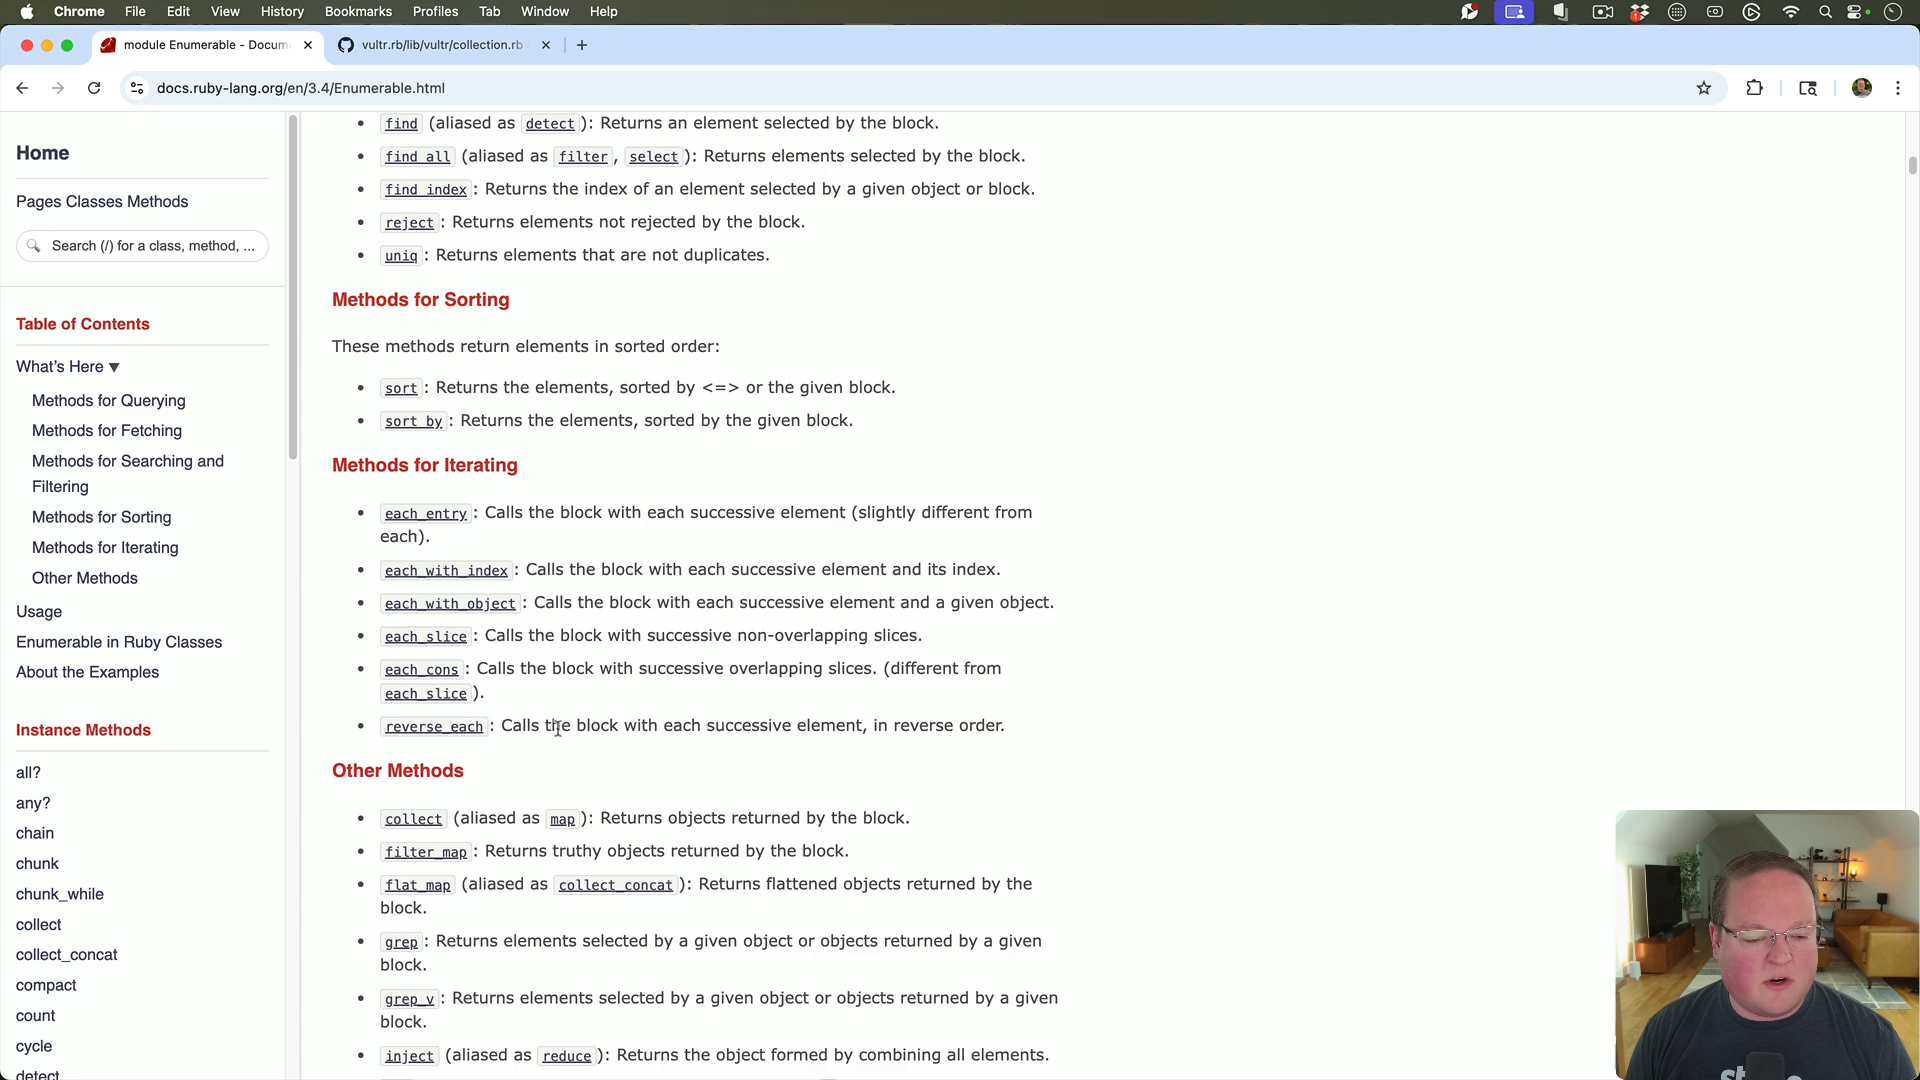 Chrome File Edit View History Bookmarks Profiles Tab Window Help
module Enumerable - Docum
vultr.rb/lib/vultr/collection.rb
docs.ruby-lang.org/en/3.4/Enumerable.html
Home
Pages Classes Methods
Search (/) for a class, method, ...
Table of Contents
What's Here ▼
Methods for Querying
Methods for Fetching
Methods for Searching and
Filtering
Methods for Sorting
Methods for Iterating
Other Methods
Usage
Enumerable in Ruby Classes
About the Examples
Instance Methods
all?
any?
chain
chunk
chunk_while
collect
collect_concat
compact
count
cycle
detect
find (aliased as detect): Returns an element selected by the block.
find_all (aliased as filter, select): Returns elements selected by the block.
find_index: Returns the index of an element selected by a given object or block.
reject: Returns elements not rejected by the block.
uniq: Returns elements that are not duplicates.
Methods for Sorting
These methods return elements in sorted order:
sort: Returns the elements, sorted by <=> or the given block.
sort_by: Returns the elements, sorted by the given block.
Methods for Iterating
each_entry: Calls the block with each successive element (slightly different from
each).
each_with_index: Calls the block with each successive element and its index.
each_with_object: Calls the block with each successive element and a given object.
each_slice: Calls the block with successive non-overlapping slices.
each_cons: Calls the block with successive overlapping slices. (different from
each_slice).
reverse_each: Calls the block with each successive element, in reverse order.
Other Methods
collect (aliased as map): Returns objects returned by the block.
filter_map: Returns truthy objects returned by the block.
flat_map (aliased as collect_concat): Returns flattened objects returned by the
block.
grep: Returns elements selected by a given object or objects returned by a given
block.
grep_v: Returns elements selected by a given object or objects returned by a given
block.
inject (aliased as reduce): Returns the object formed by combining all elements.